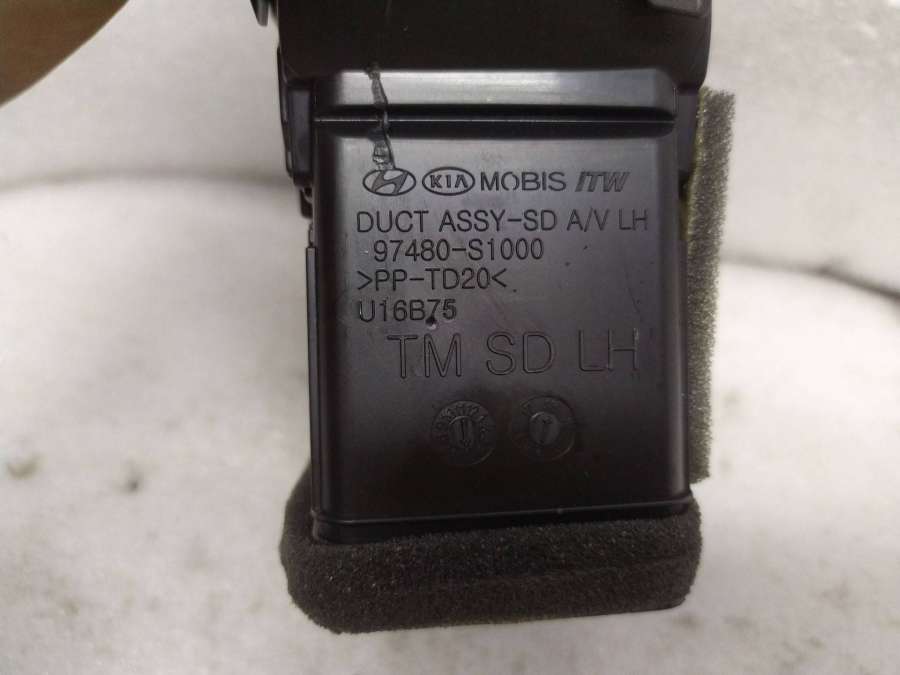 KIA MOBIS ITW
DUCT ASSY-SD A/V LH
97480-S1000
>PP-TD20<
U16B75
TM SD LH